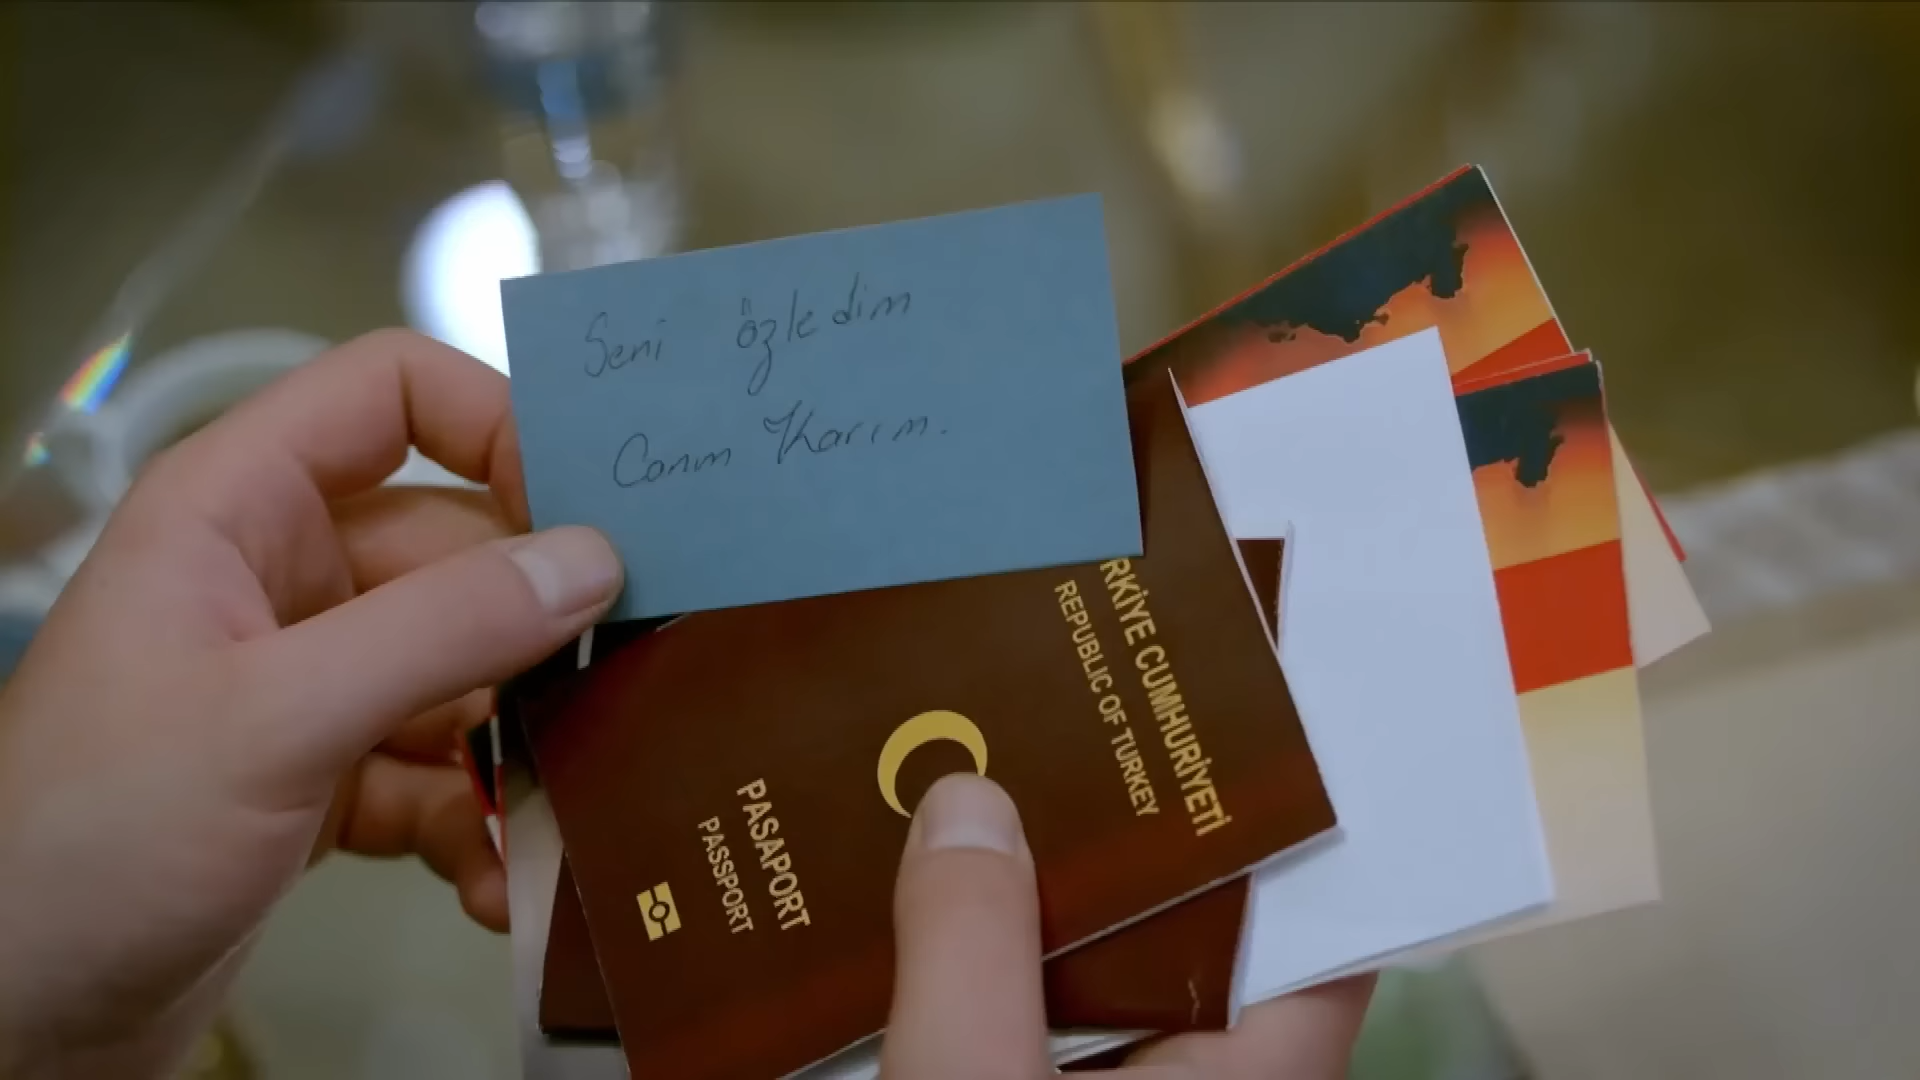 Seni özledim
Canım Karım.
RKİYE CUMHURİYETİ
REPUBLIC OF TURKEY
PASAPORT
PASSPORT